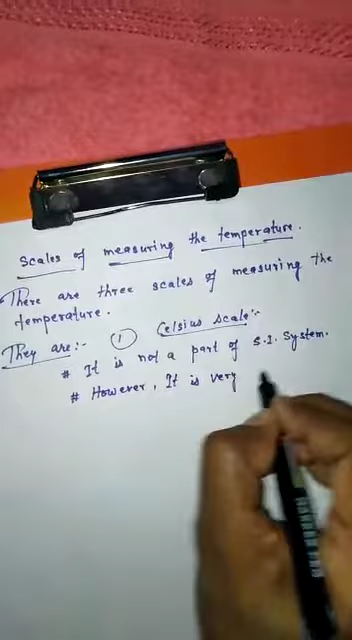 Scales of measuring the temperature.
There are three scales of measuring the
temperature.
They are:- ① Celsius scale:-
# It is not a part of S.I. System.
# However, It is very